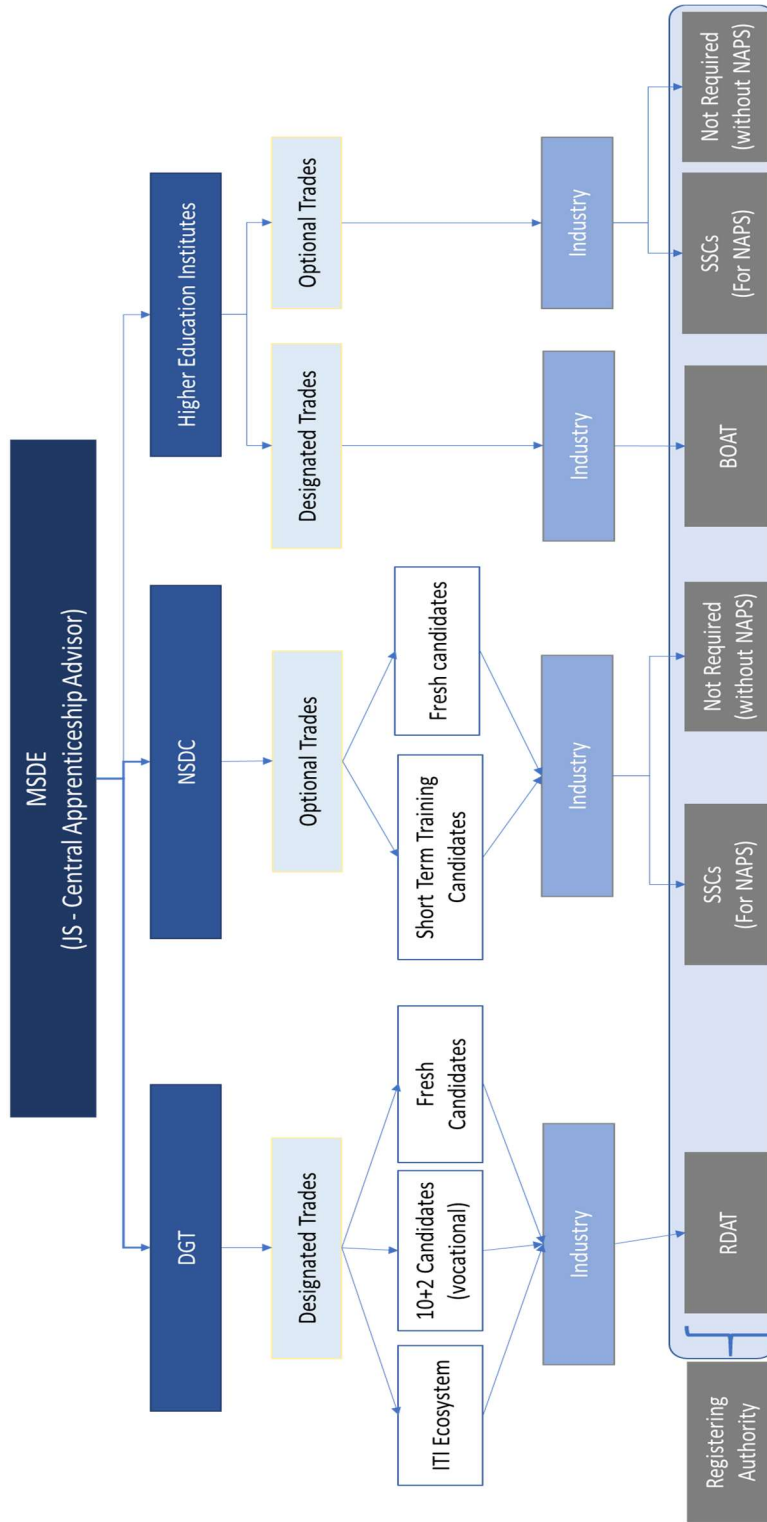 MSDE
(JS - Central Apprenticeship Advisor)
DGT
NSDC
Higher Education Institutes
Designated Trades
Optional Trades
Designated Trades
Optional Trades
ITI Ecosystem
10+2 Candidates
(vocational)
Fresh
Candidates
Short Term Training
Candidates
Fresh candidates
Industry
Industry
Industry
Industry
Registering
Authority
RDAT
SSCs
(For NAPS)
Not Required
(without NAPS)
BOAT
SSCs
(For NAPS)
Not Required
(without NAPS)